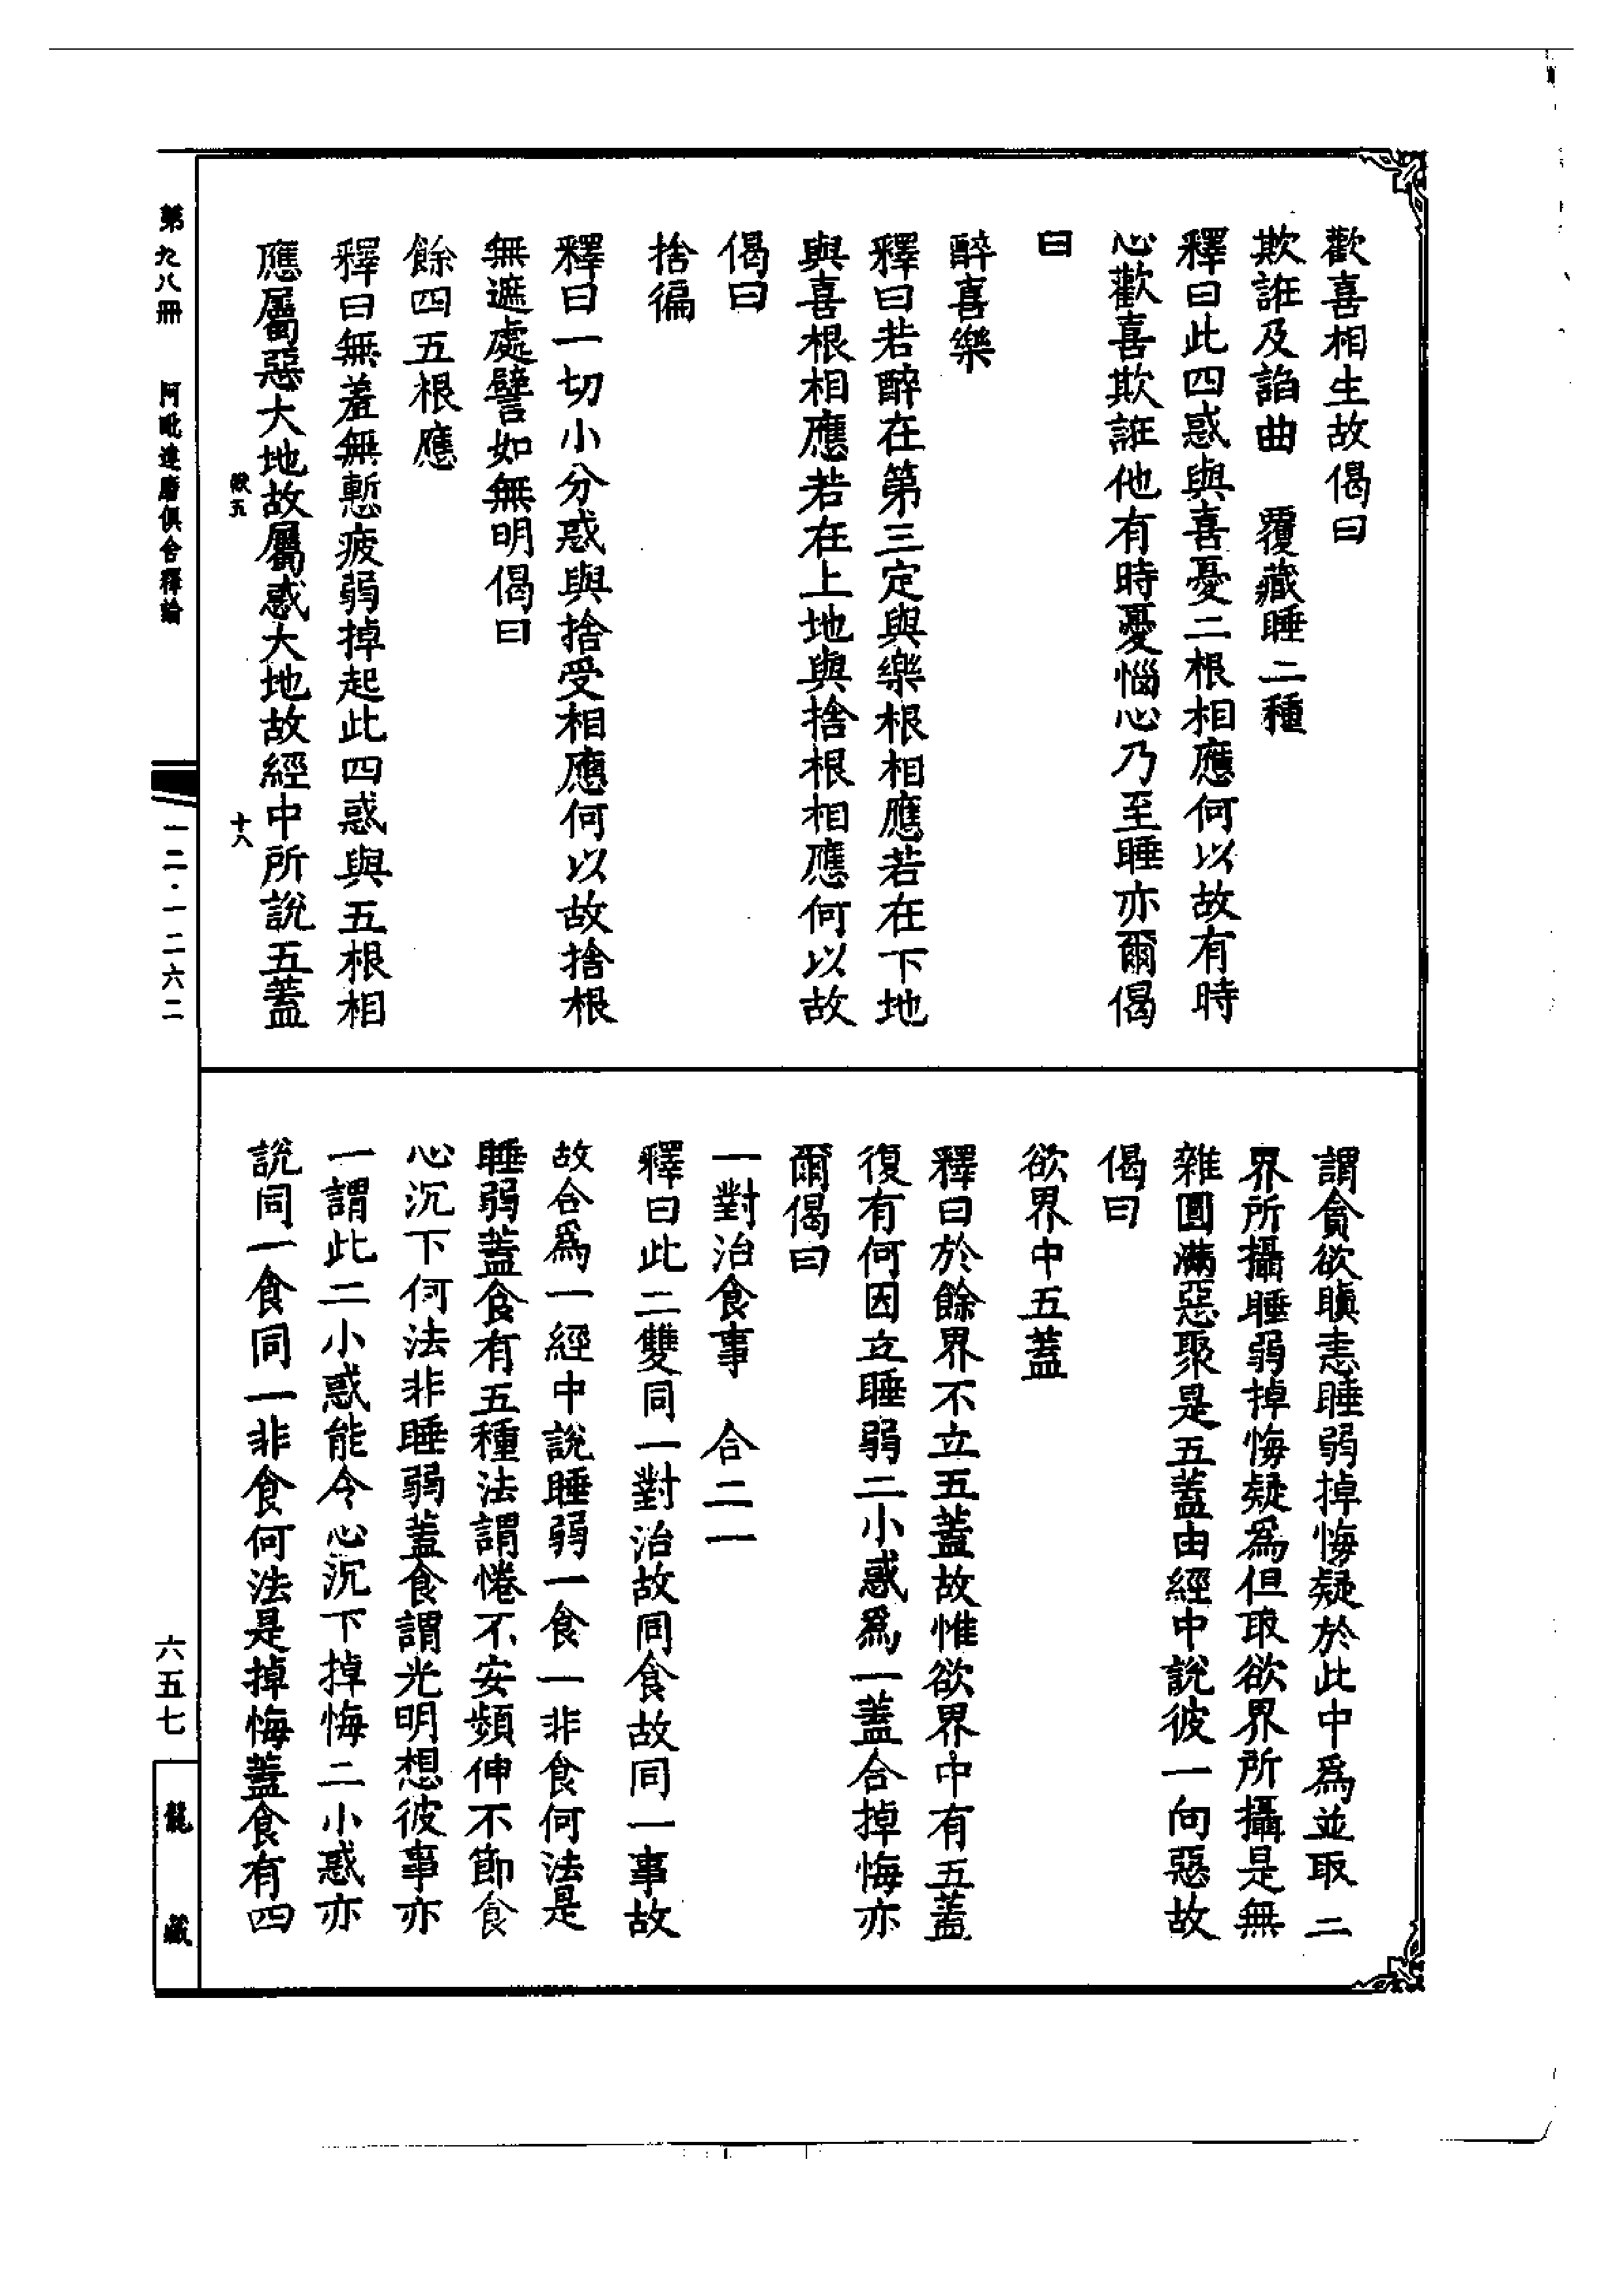 歡喜相生故偈曰
欺誑及諂曲　覆藏睡二種
釋曰此四惑與喜憂二根相應何以故有時
心歡喜欺誑他有時憂惱心乃至睡亦爾偈
曰
醉喜樂
釋曰若醉在第三定與樂根相應若在下地
與喜根相應若在上地與捨根相應何以故
偈曰
捨徧
釋曰一切小分惑與捨受相應何以故捨根
無遮處譬如無明偈曰
餘四五根應
釋曰無羞無慙疲弱掉起此四惑與五根相
應屬惡大地故屬惑大地故經中所說五蓋
謂貪欲瞋恚睡弱掉悔疑於此中爲並取二
界所攝睡弱掉悔疑爲但取欲界所攝是無
雜圓滿惡聚是五蓋由經中說彼一向惡故
偈曰
欲界中五蓋
釋曰於餘界不立五蓋故惟欲界中有五蓋
復有何因立睡弱二小惑爲一蓋合掉悔亦
爾偈曰
一對治食事　合二一
釋曰此二雙同一對治故同食故同一事故
故合爲一經中說睡弱一食一非食何法是
睡弱蓋食有五種法謂惓不安頻伸不節食
心沉下何法非睡弱蓋食謂光明想彼事亦
一謂此二小惑能令心沉下掉悔二小惑亦
說同一食同一非食何法是掉悔蓋食有四
五
十八
第九八冊　阿毗達磨俱舍釋論
一二·一二六二
六五七
龍藏